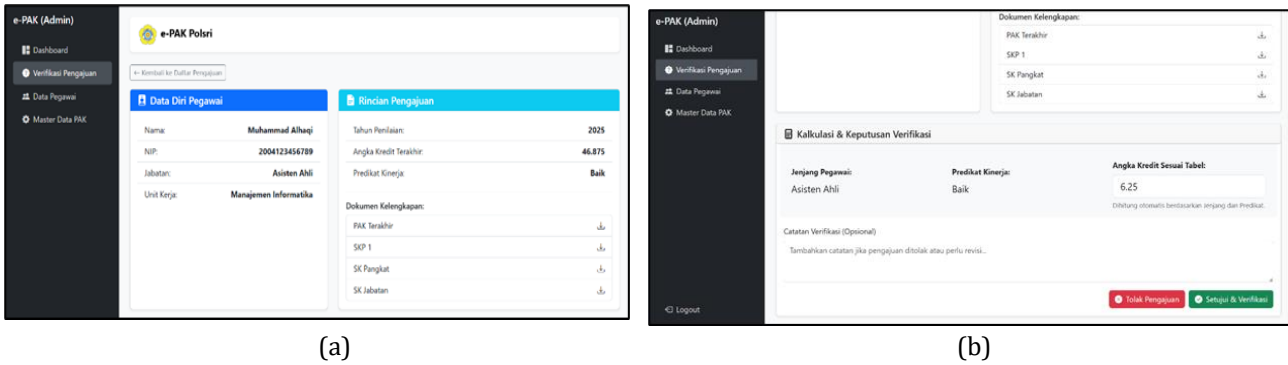 e-PAK (Admin)
Dashboard
Verifikasi Pengajuan
Data Pegawai
Master Data PAK
e-PAK Polsri
← Kembali ke Daftar Pengajuan
Data Diri Pegawai
Nama: Muhammad Alhaqi
NIP: 2004123456789
Jabatan: Asisten Ahli
Unit Kerja: Manajemen Informatika
Rincian Pengajuan
Tahun Penilaian: 2025
Angka Kredit Terakhir: 46.875
Predikat Kinerja: Baik
Dokumen Kelengkapan:
PAK Terakhir
SKP 1
SK Pangkat
SK Jabatan
(a)
e-PAK (Admin)
Dashboard
Verifikasi Pengajuan
Data Pegawai
Master Data PAK
Logout
Dokumen Kelengkapan:
PAK Terakhir
SKP 1
SK Pangkat
SK Jabatan
Kalkulasi & Keputusan Verifikasi
Jenjang Pegawai:
Asisten Ahli
Predikat Kinerja:
Baik
Angka Kredit Sesuai Tabel:
6.25
Dihitung otomatis berdasarkan Jenjang dan Predikat.
Catatan Verifikasi (Opsional)
Tambahkan catatan jika pengajuan ditolak atau perlu revisi...
Tolak Pengajuan
Setujui & Verifikasi
(b)